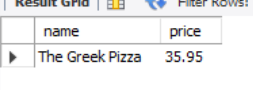 Result Grid Filter Rows:
name price
The Greek Pizza 35.95